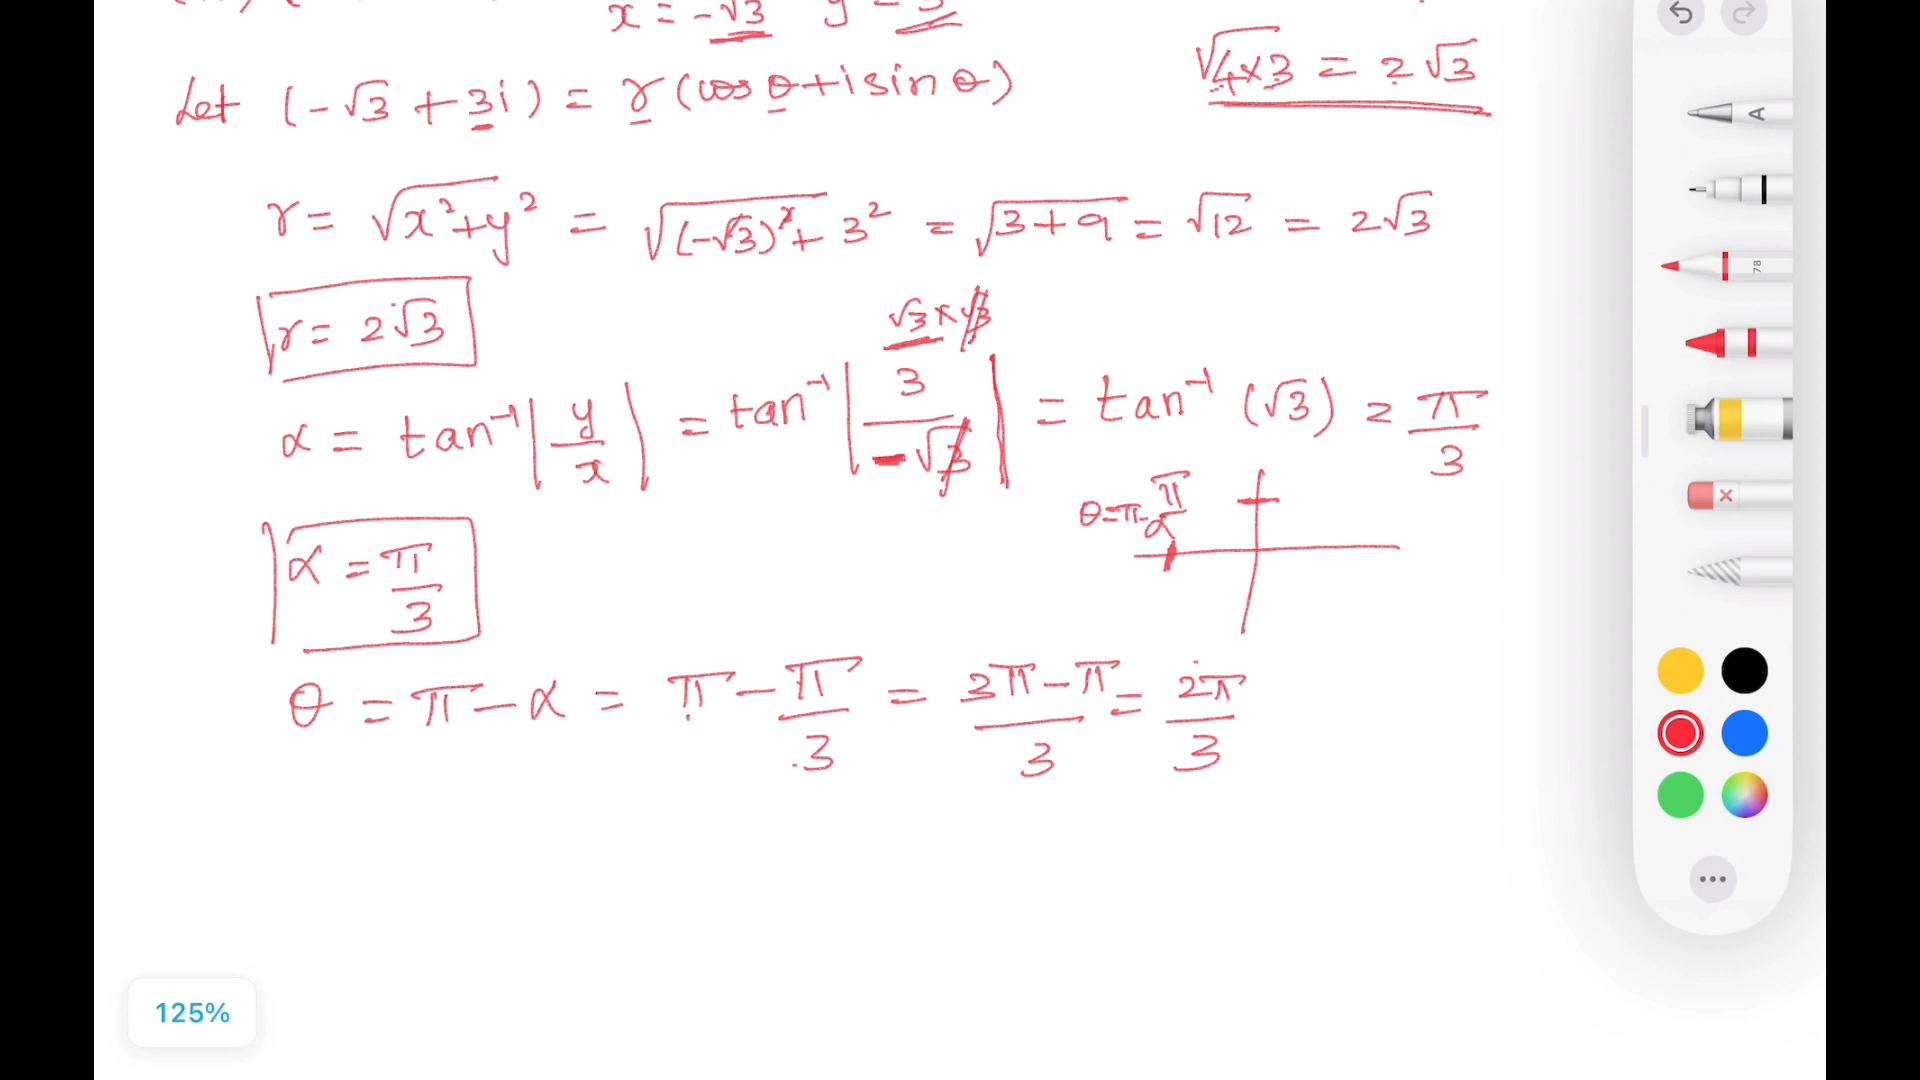 x = -√3 y = 3
Let (-√3 + 3i) = r (cos θ + i sin θ)
√4×3 = 2√3
r = √x²+y² = √(-√3)²+ 3² = √3+9 = √12 = 2√3
r = 2√3
α = tan⁻¹ |y/x| = tan⁻¹ |3/-√3| = tan⁻¹ (√3) = π/3
√3 × √3
θ=π-α
π
α = π/3
θ = π - α = π - π/3 = 3π-π/3 = 2π/3
A
78
125%